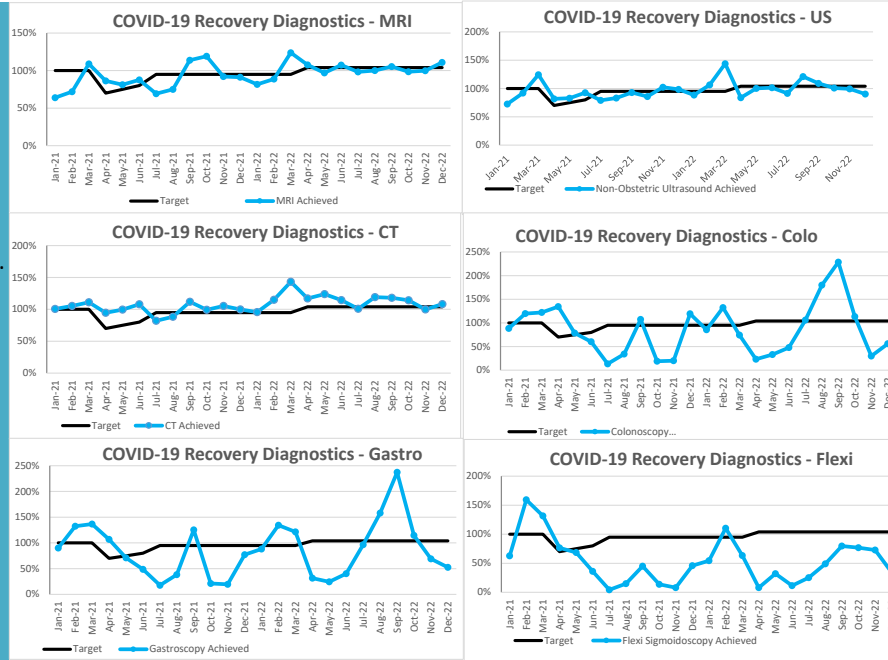 COVID-19 Recovery Diagnostics - MRI
150%
100%
50%
0%
Jan-21
Feb-21
Mar-21
Apr-21
May-21
Jun-21
Jul-21
Aug-21
Sep-21
Oct-21
Nov-21
Dec-21
Jan-22
Feb-22
Mar-22
Apr-22
May-22
Jun-22
Jul-22
Aug-22
Sep-22
Oct-22
Nov-22
Dec-22
Target MRI Achieved
COVID-19 Recovery Diagnostics - US
200%
150%
100%
50%
0%
Jan-21
Mar-21
May-21
Jul-21
Sep-21
Nov-21
Jan-22
Mar-22
May-22
Jul-22
Sep-22
Nov-22
Target Non-Obstetric Ultrasound Achieved
COVID-19 Recovery Diagnostics - CT
200%
150%
100%
50%
0%
Jan-21
Feb-21
Mar-21
Apr-21
May-21
Jun-21
Jul-21
Aug-21
Sep-21
Oct-21
Nov-21
Dec-21
Jan-22
Feb-22
Mar-22
Apr-22
May-22
Jun-22
Jul-22
Aug-22
Sep-22
Oct-22
Nov-22
Dec-22
Target CT Achieved
COVID-19 Recovery Diagnostics - Colo
250%
200%
150%
100%
50%
0%
Jan-21
Feb-21
Mar-21
Apr-21
May-21
Jun-21
Jul-21
Aug-21
Sep-21
Oct-21
Nov-21
Dec-21
Jan-22
Feb-22
Mar-22
Apr-22
May-22
Jun-22
Jul-22
Aug-22
Sep-22
Oct-22
Nov-22
Target Colonoscopy...
COVID-19 Recovery Diagnostics - Gastro
250%
200%
150%
100%
50%
0%
Jan-21
Feb-21
Mar-21
Apr-21
May-21
Jun-21
Jul-21
Aug-21
Sep-21
Oct-21
Nov-21
Dec-21
Jan-22
Feb-22
Mar-22
Apr-22
May-22
Jun-22
Jul-22
Aug-22
Sep-22
Oct-22
Nov-22
Dec-22
Target Gastroscopy Achieved
COVID-19 Recovery Diagnostics - Flexi
200%
150%
100%
50%
0%
Jan-21
Feb-21
Mar-21
Apr-21
May-21
Jun-21
Jul-21
Aug-21
Sep-21
Oct-21
Nov-21
Dec-21
Jan-22
Feb-22
Mar-22
Apr-22
May-22
Jun-22
Jul-22
Aug-22
Sep-22
Oct-22
Nov-22
Target Flexi Sigmoidoscopy Achieved